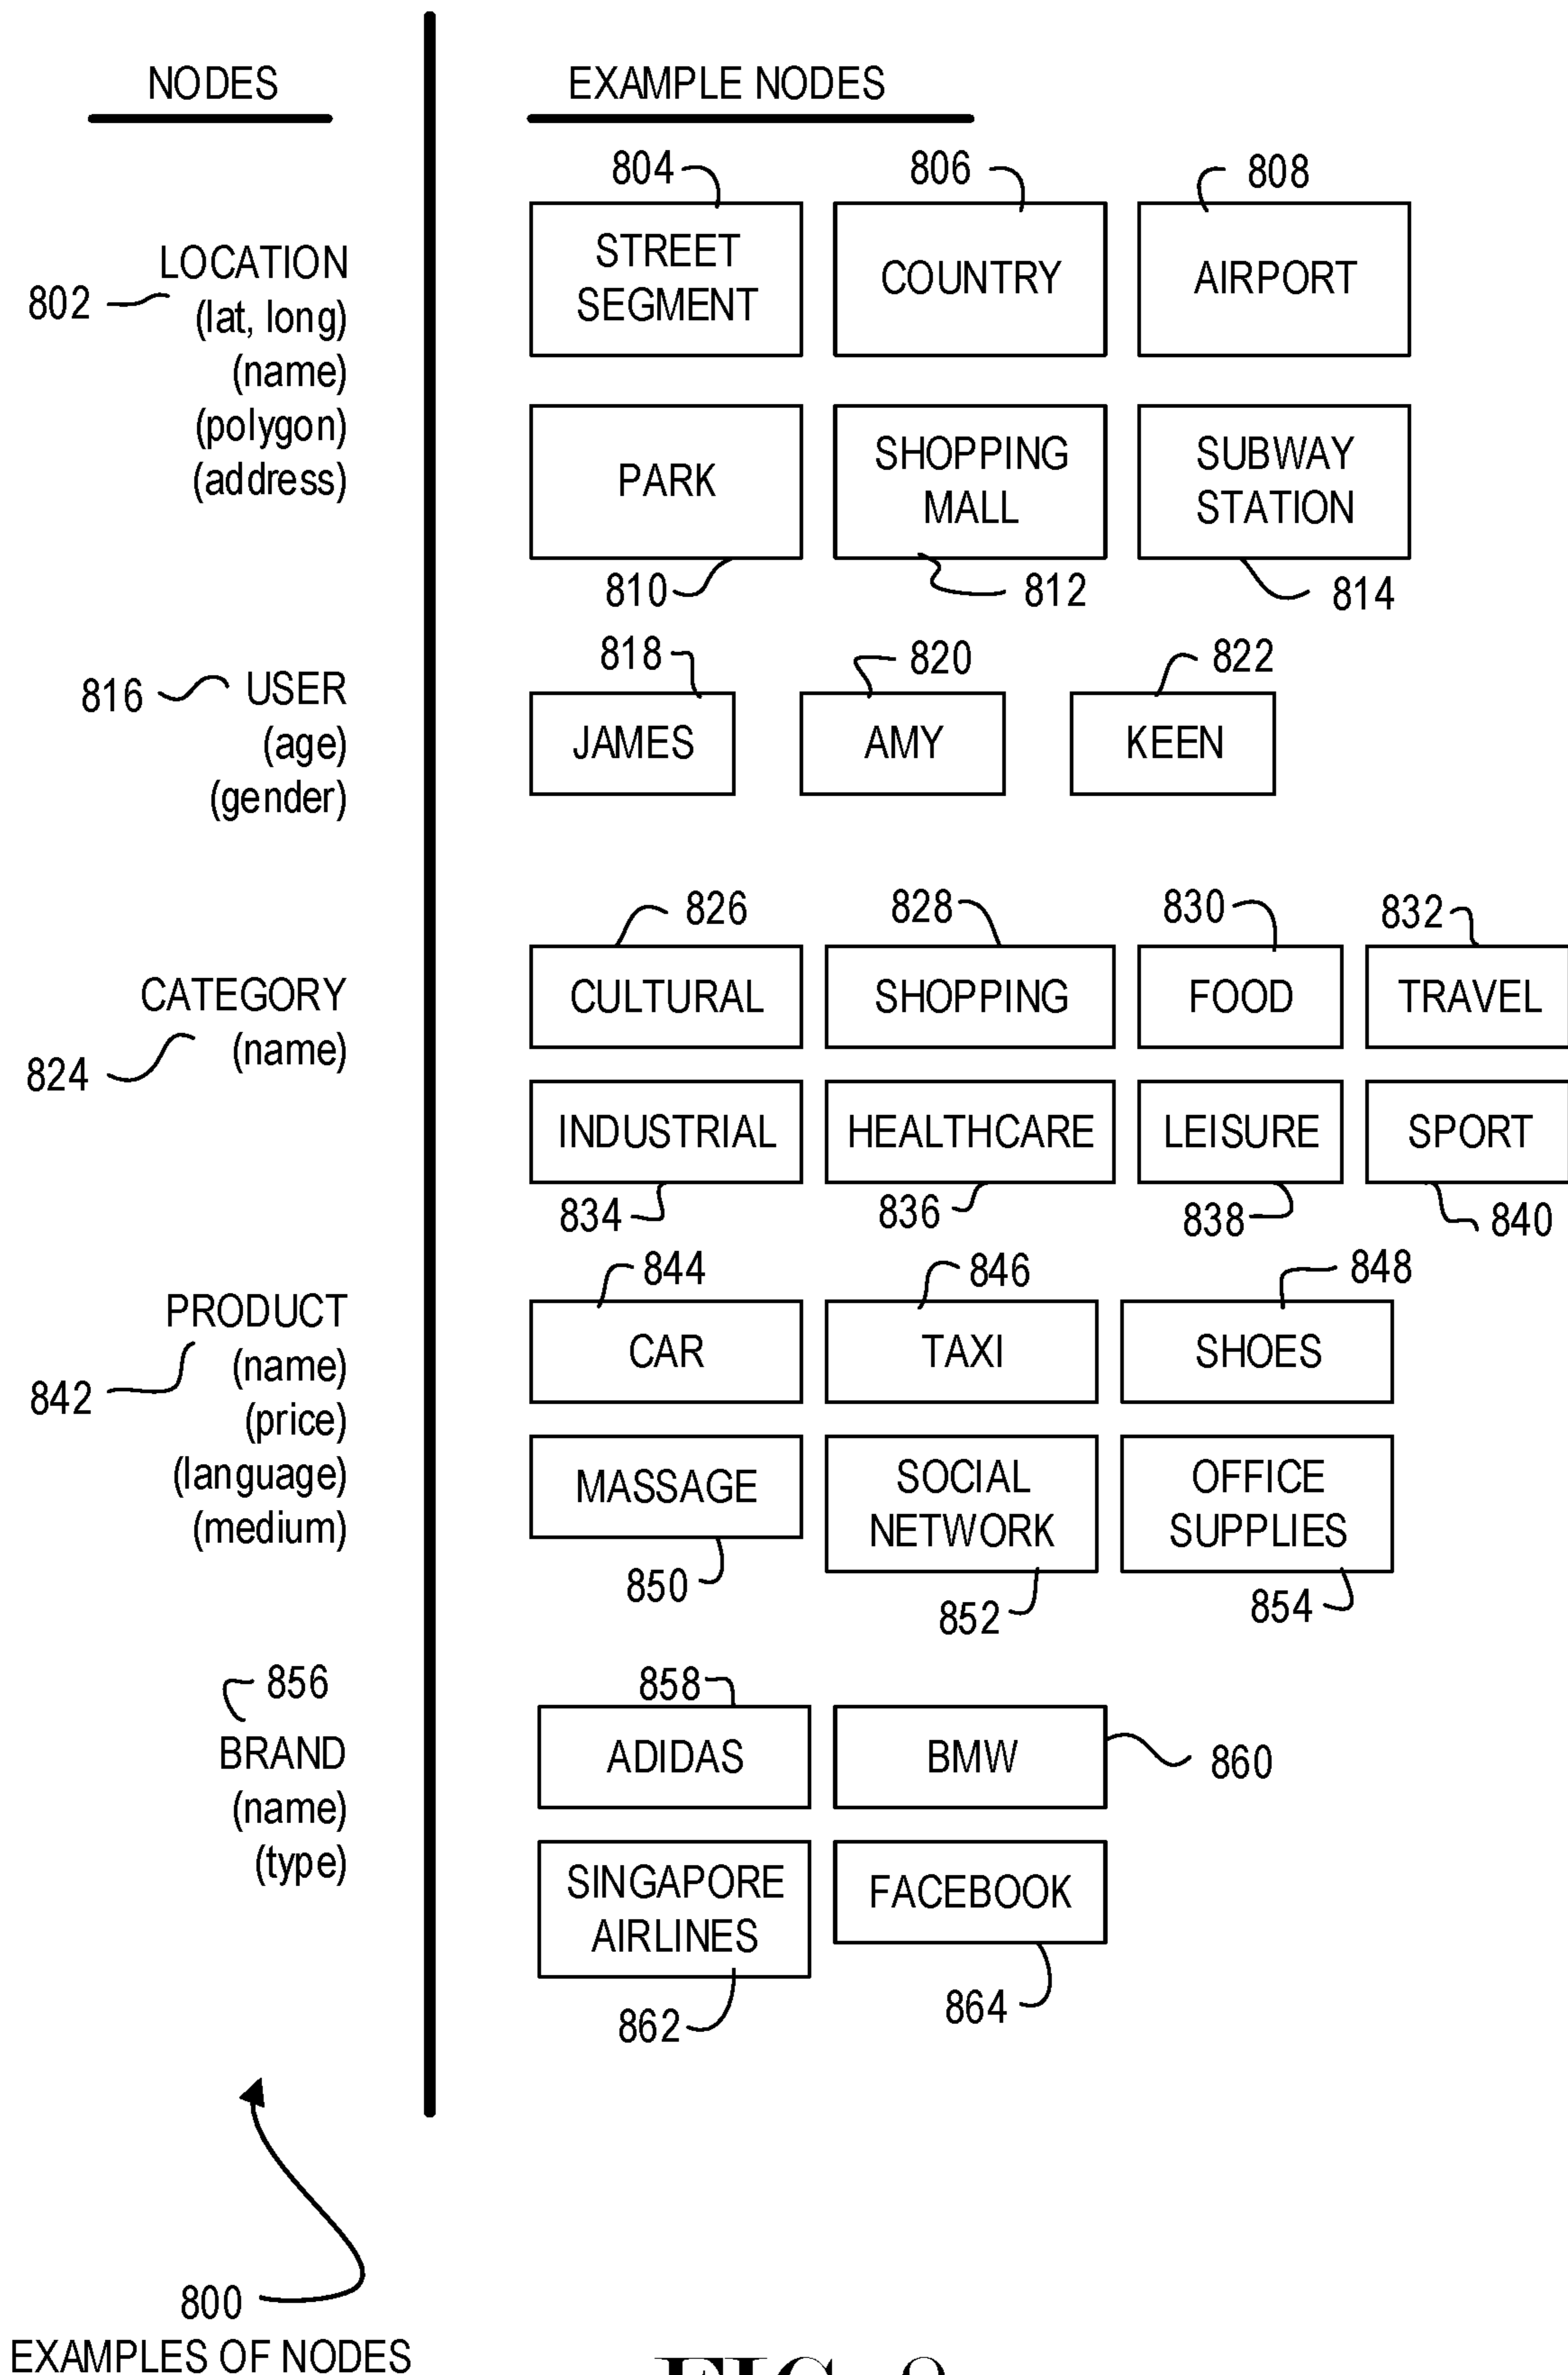 NODES
EXAMPLE NODES
804
806
808
STREET
SEGMENT
COUNTRY
AIRPORT
LOCATION
802
(lat, long)
(name)
(polygon)
(address)
PARK
SHOPPING
MALL
SUBWAY
STATION
810
812
814
818
820
822
816
USER
(age)
(gender)
JAMES
AMY
KEEN
826
828
830
832
CATEGORY
(name)
824
CULTURAL
SHOPPING
FOOD
TRAVEL
INDUSTRIAL
HEALTHCARE
LEISURE
SPORT
834
836
838
840
844
846
848
PRODUCT
(name)
842
(price)
(language)
(medium)
CAR
TAXI
SHOES
MASSAGE
SOCIAL
NETWORK
OFFICE
SUPPLIES
850
852
854
856
BRAND
(name)
(type)
858
ADIDAS
BMW
860
SINGAPORE
AIRLINES
FACEBOOK
862
864
800
EXAMPLES OF NODES
FIG. 8